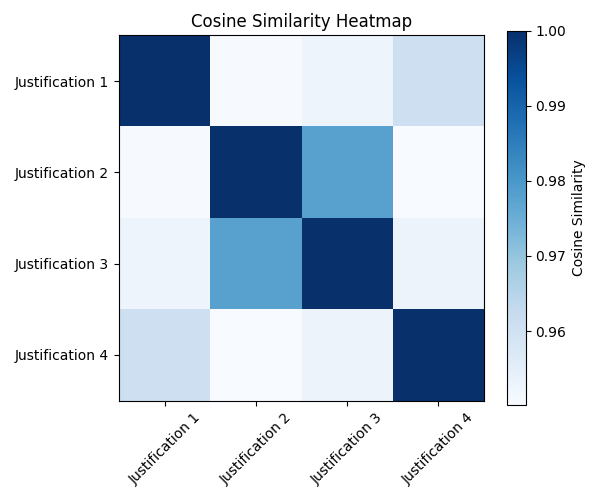 Cosine Similarity Heatmap
Justification 1
Justification 2
Justification 3
Justification 4
Justification 1
Justification 2
Justification 3
Justification 4
1.00
0.99
0.98
0.97
0.96
Cosine Similarity